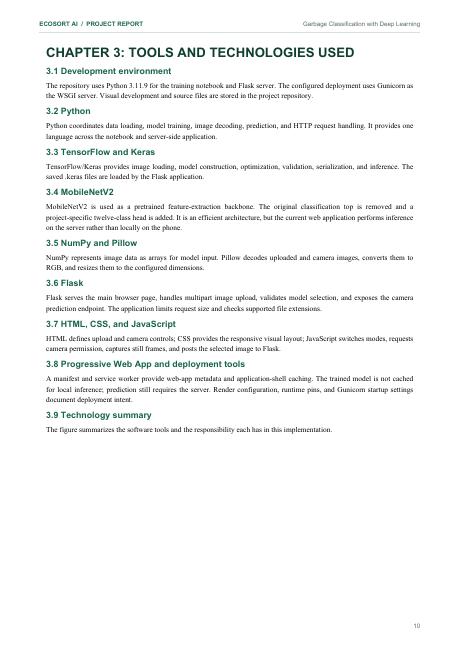 ECOSORT AI / PROJECT REPORT
Garbage Classification with Deep Learning
CHAPTER 3: TOOLS AND TECHNOLOGIES USED
3.1 Development environment
The repository uses Python 3.11.9 for the training notebook and Flask server. The configured deployment uses Gunicorn as
the WSGI server. Visual development and source files are stored in the project repository.
3.2 Python
Python coordinates data loading, model training, image decoding, prediction, and HTTP request handling. It provides one
language across the notebook and server-side application.
3.3 TensorFlow and Keras
TensorFlow/Keras provides image loading, model construction, optimization, validation, serialization, and inference. The
saved .keras files are loaded by the Flask application.
3.4 MobileNetV2
MobileNetV2 is used as a pretrained feature-extraction backbone. The original classification top is removed and a
project-specific twelve-class head is added. It is an efficient architecture, but the current web application performs inference
on the server rather than locally on the phone.
3.5 NumPy and Pillow
NumPy represents image data as arrays for model input. Pillow decodes uploaded and camera images, converts them to
RGB, and resizes them to the configured dimensions.
3.6 Flask
Flask serves the main browser page, handles multipart image upload, validates model selection, and exposes the camera
prediction endpoint. The application limits request size and checks supported file extensions.
3.7 HTML, CSS, and JavaScript
HTML defines upload and camera controls; CSS provides the responsive visual layout; JavaScript switches modes, requests
camera permission, captures still frames, and posts the selected image to Flask.
3.8 Progressive Web App and deployment tools
A manifest and service worker provide web-app metadata and application-shell caching. The trained model is not cached
for local inference; prediction still requires the server. Render configuration, runtime pins, and Gunicorn startup settings
document deployment intent.
3.9 Technology summary
The figure summarizes the software tools and the responsibility each has in this implementation.
10